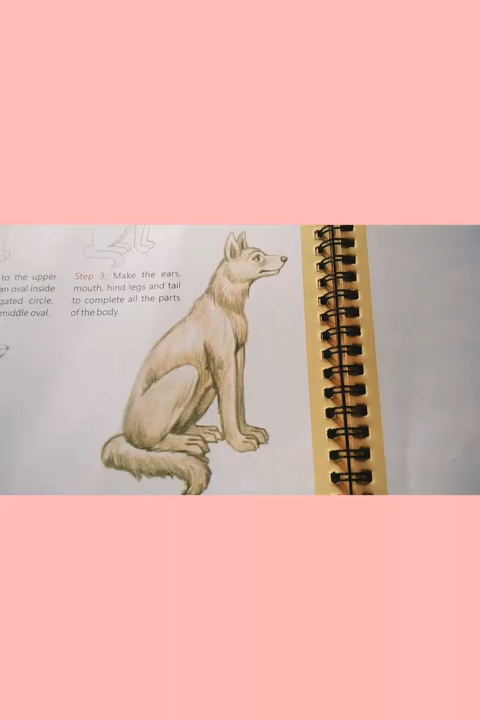 to the upper
an oval inside
gated circle,
middle oval.
Step 3: Make the ears,
mouth, hind legs and tail
to complete all the parts
of the body.